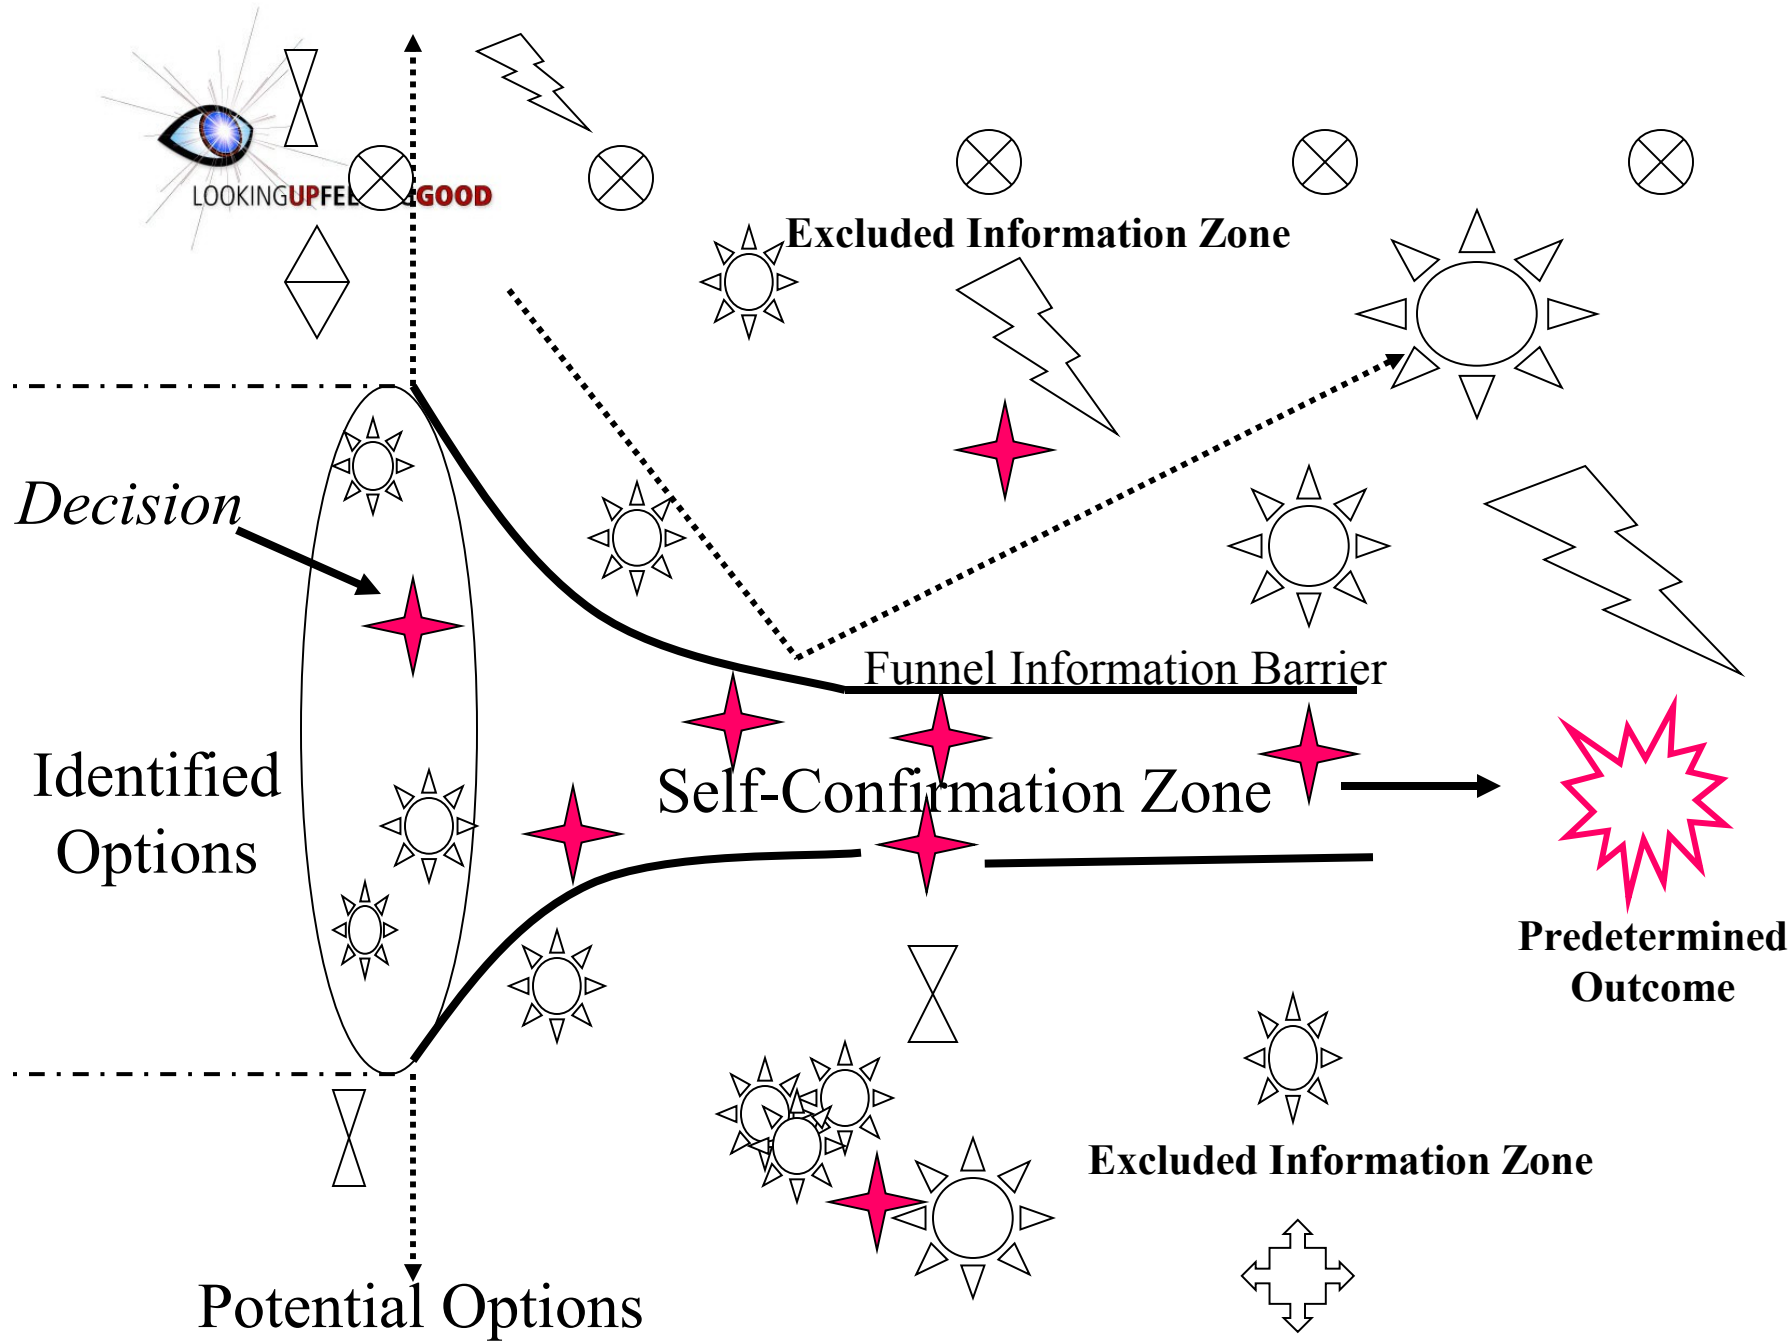 LOOKINGUPFEE GOOD
Excluded Information Zone
Decision
Funnel Information Barrier
Identified
Options
Self-Confirmation Zone
Predetermined
Outcome
Excluded Information Zone
Potential Options